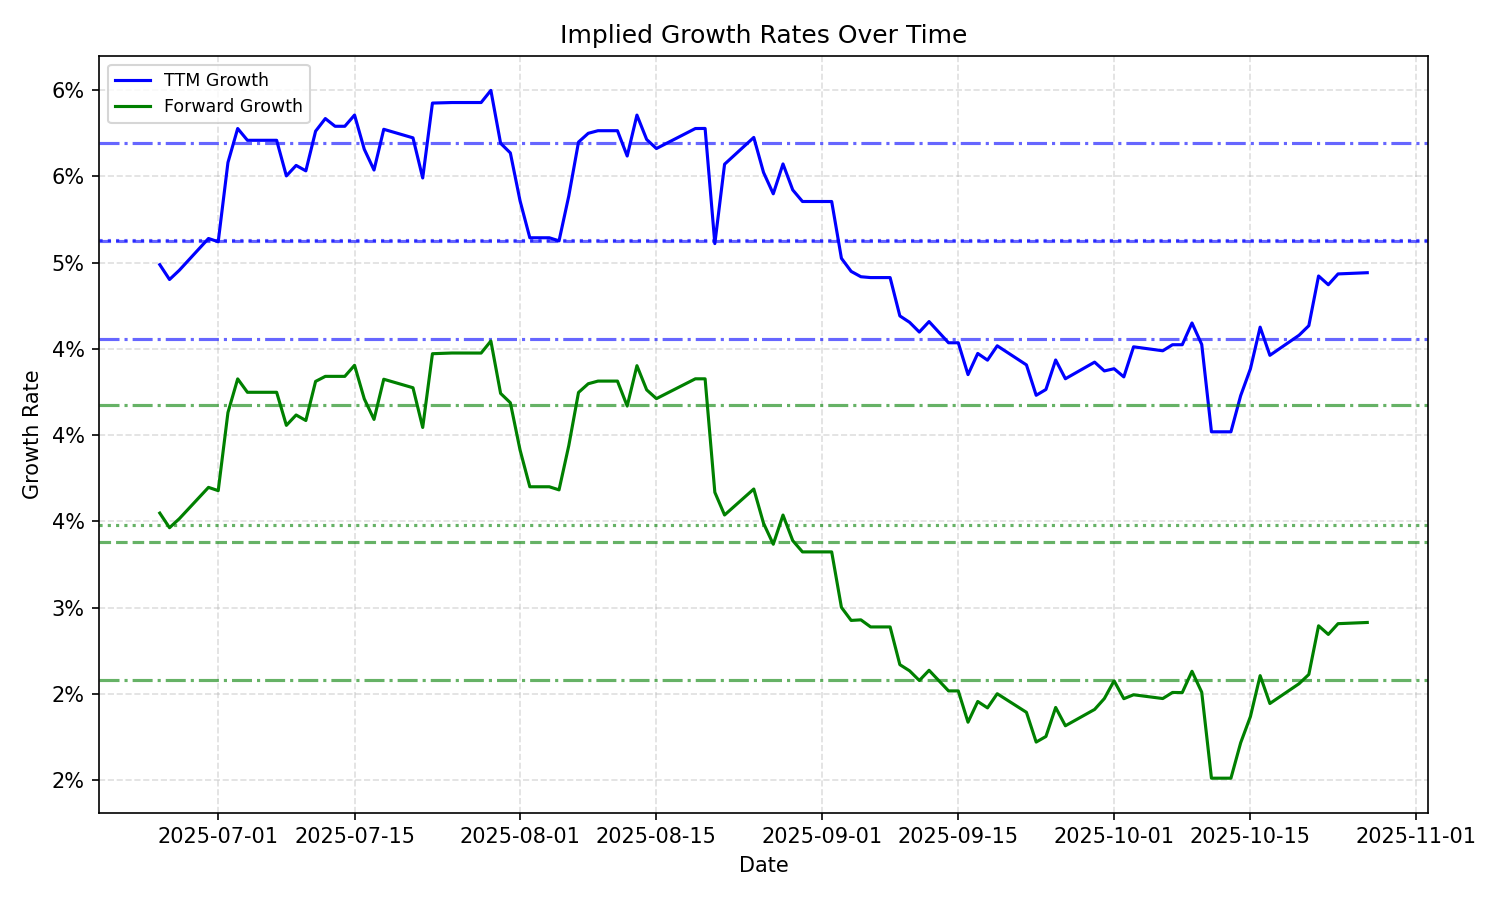 Implied Growth Rates Over Time
TTM Growth
Forward Growth
Growth Rate
6%
6%
5%
4%
4%
4%
3%
2%
2%
2025-07-01 2025-07-15 2025-08-01 2025-08-15 2025-09-01 2025-09-15 2025-10-01 2025-10-15 2025-11-01
Date